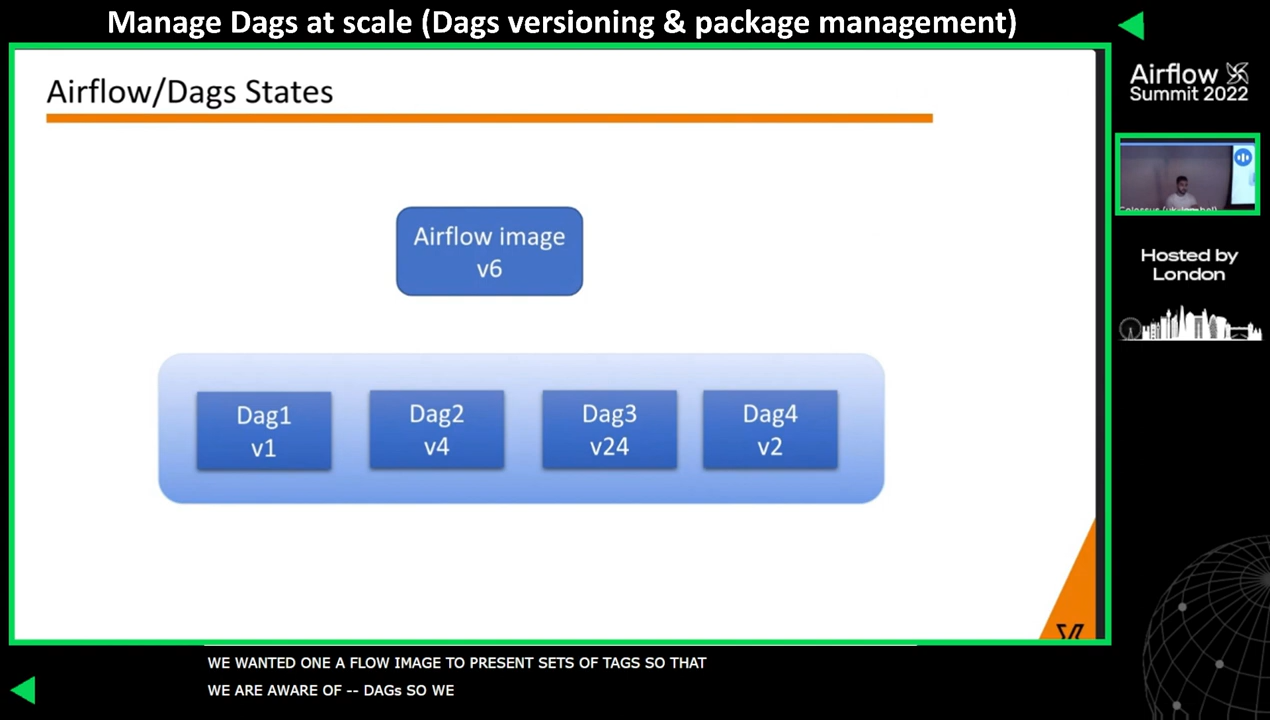 Manage Dags at scale (Dags versioning & package management)
Airflow/Dags States
Airflow image
v6
Dag1
v1
Dag2
v4
Dag3
v24
Dag4
v2
Airflow
Summit 2022
Hosted by
London
WE WANTED ONE A FLOW IMAGE TO PRESENT SETS OF TAGS SO THAT
WE ARE AWARE OF -- DAGs SO WE